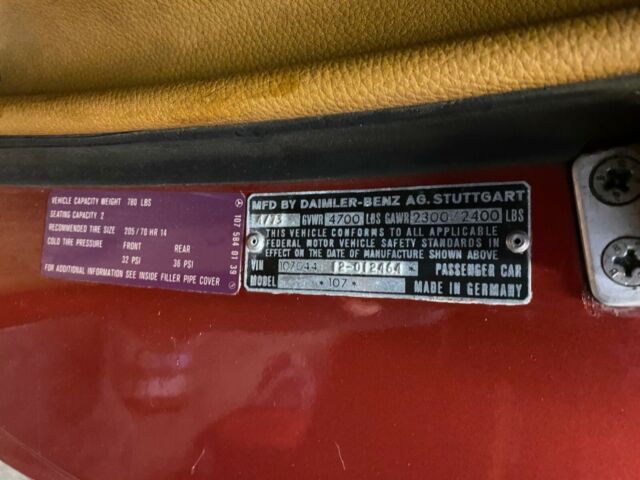 VEHICLE CAPACITY WEIGHT 780 LBS
SEATING CAPACITY 2
RECOMMENDED TIRE SIZE 205/70 HR 14
COLD TIRE PRESSURE FRONT REAR
32 PSI 36 PSI
FOR ADDITIONAL INFORMATION SEE INSIDE FILLER PIPE COVER
107 584 01 39
MFD BY DAIMLER-BENZ AG. STUTTGART
GVWR 4700 LBS GAWR 2300/2400 LBS
THIS VEHICLE CONFORMS TO ALL APPLICABLE
FEDERAL MOTOR VEHICLE SAFETY STANDARDS IN
EFFECT ON THE DATE OF MANUFACTURE SHOWN ABOVE
VIN 107044 12-012464 * PASSENGER CAR
MODEL *107* MADE IN GERMANY